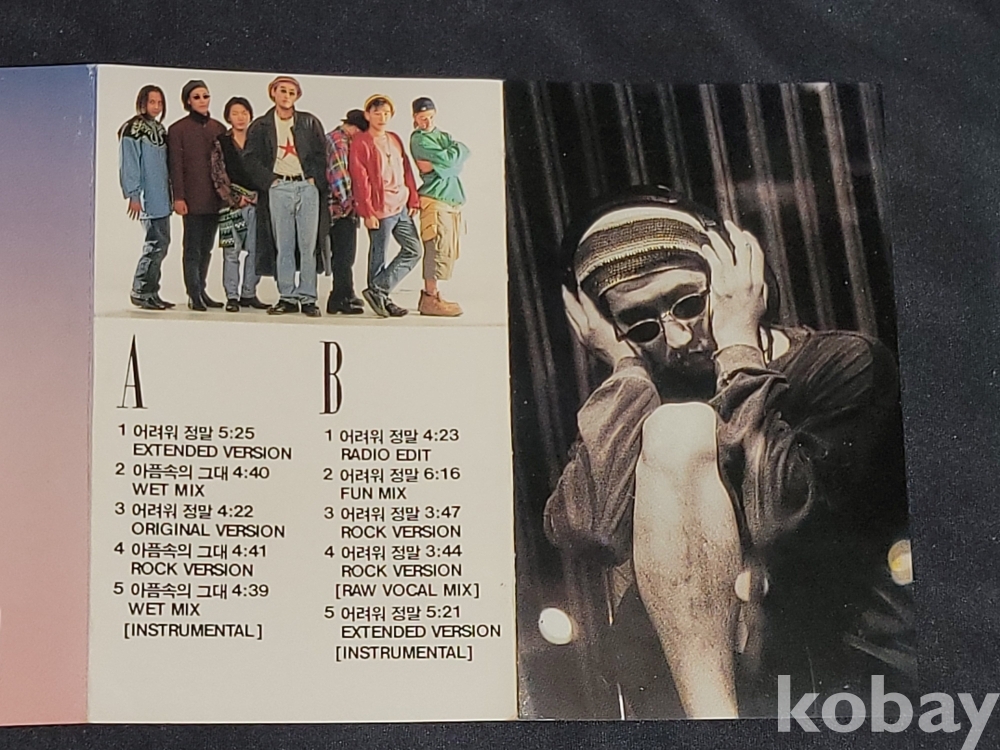 A
1 어려워 정말 5:25
EXTENDED VERSION
2 아픔속의 그대 4:40
WET MIX
3 어려워 정말 4:22
ORIGINAL VERSION
4 아픔속의 그대 4:41
ROCK VERSION
5 아픔속의 그대 4:39
WET MIX
[INSTRUMENTAL]
B
1 어려워 정말 4:23
RADIO EDIT
2 어려워 정말 6:16
FUN MIX
3 어려워 정말 3:47
ROCK VERSION
4 어려워 정말 3:44
ROCK VERSION
[RAW VOCAL MIX]
5 어려워 정말 5:21
EXTENDED VERSION
[INSTRUMENTAL]
kobay